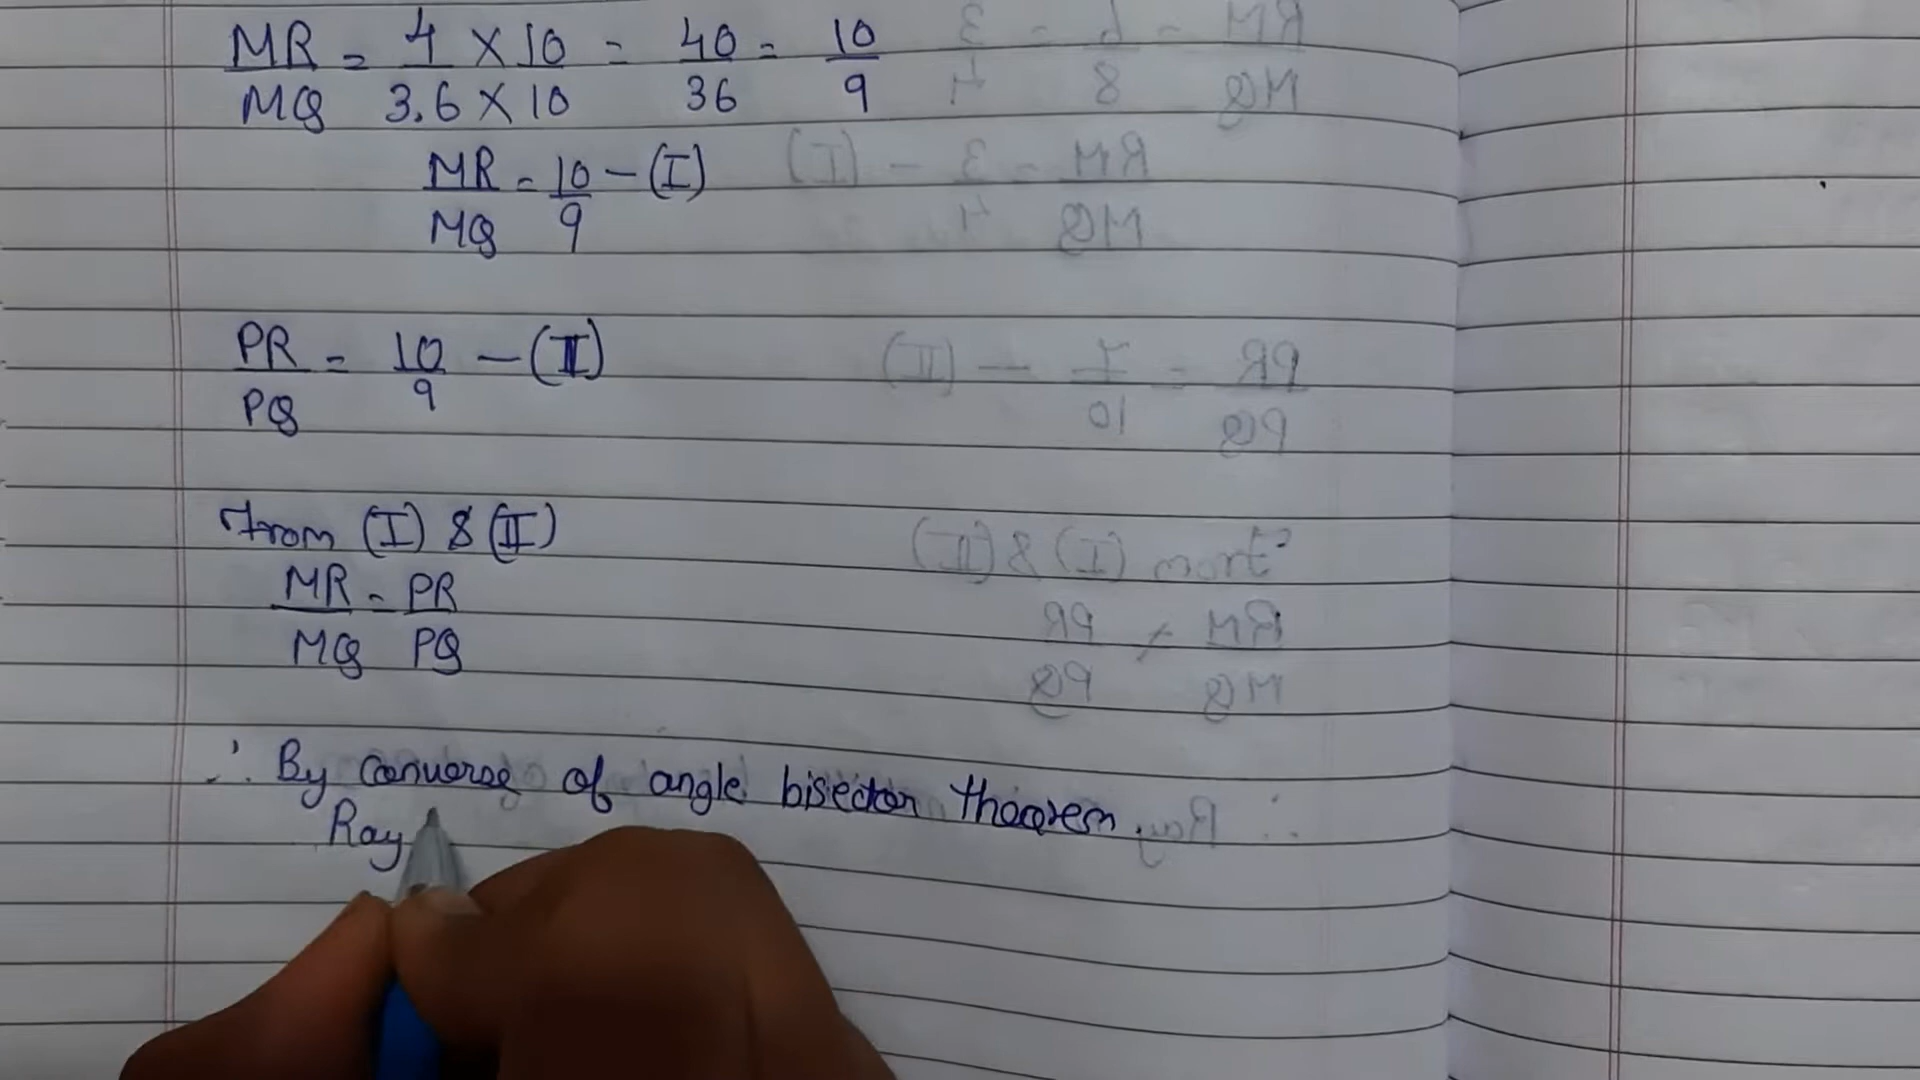 MR/MQ = 4 × 10/3.6 × 10 = 40/36 = 10/9
MR/MQ = 10/9 – (I)
PR/PQ = 10/9 – (II)
From (I) & (II)
MR/MQ = PR/PQ
∴ By converse of angle bisector theorem.
Ray